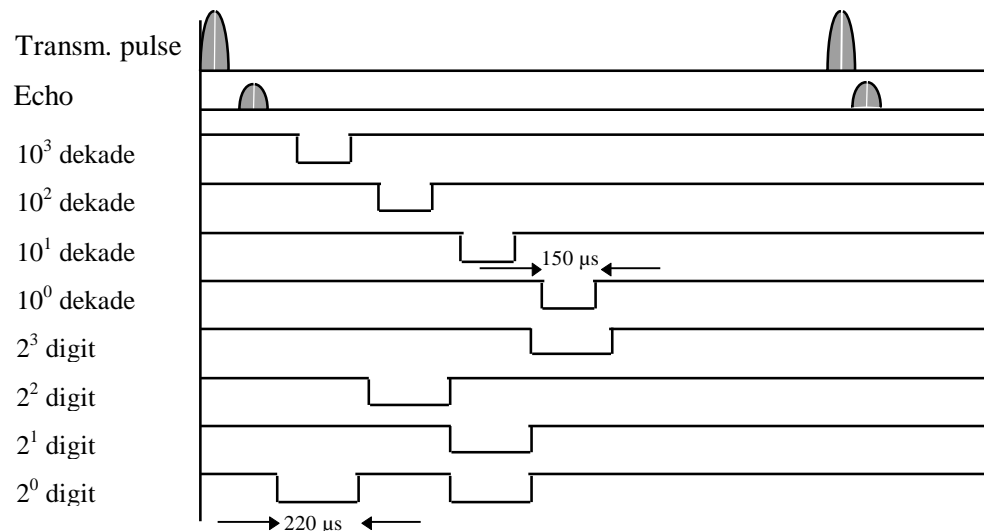 Transm. pulse
Echo
10³ dekade
10² dekade
10¹ dekade
150 µs
10⁰ dekade
2³ digit
2² digit
2¹ digit
2⁰ digit
220 µs